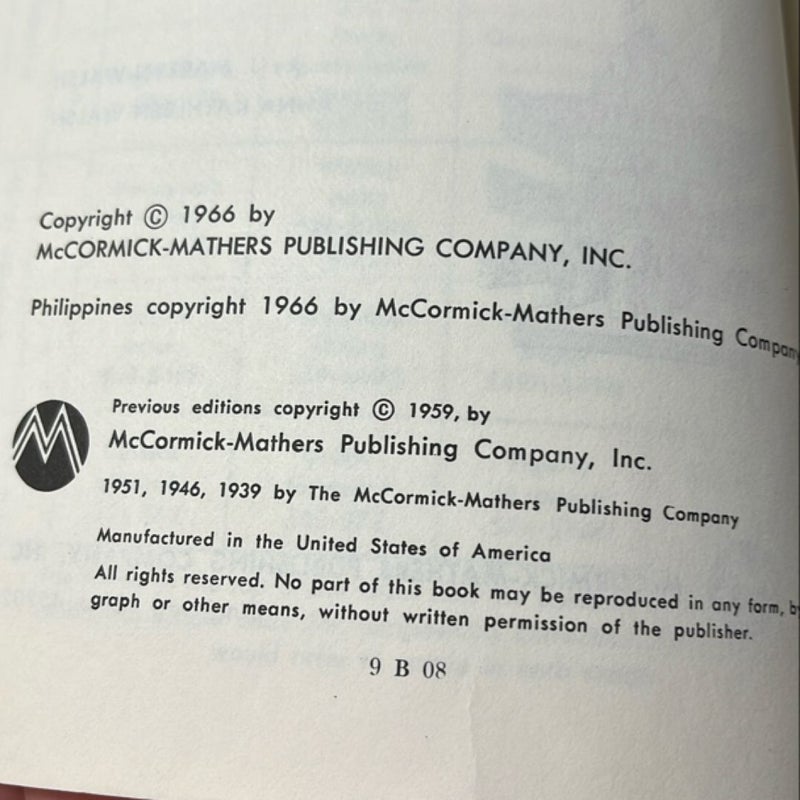 Copyright © 1966 by
McCORMICK-MATHERS PUBLISHING COMPANY, INC.
Philippines copyright 1966 by McCormick-Mathers Publishing Company
Previous editions copyright © 1959, by
McCormick-Mathers Publishing Company, Inc.
1951, 1946, 1939 by The McCormick-Mathers Publishing Company
Manufactured in the United States of America
All rights reserved. No part of this book may be reproduced in any form, by
graph or other means, without written permission of the publisher.
9 B 08